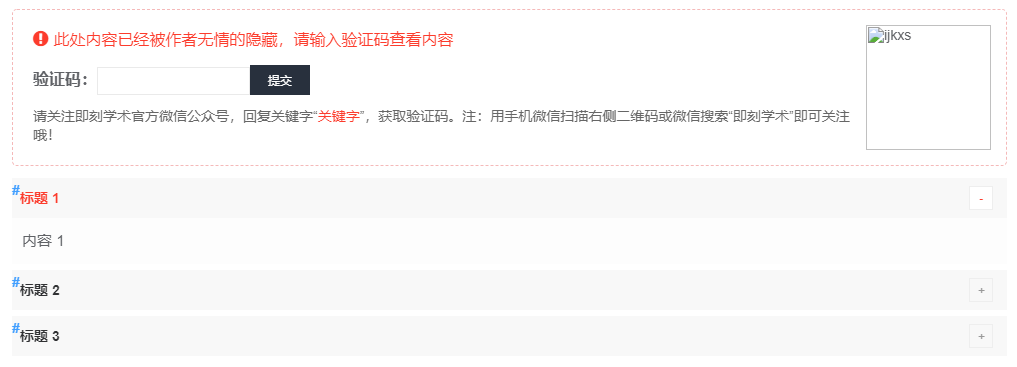 此处内容已经被作者无情的隐藏，请输入验证码查看内容
ijkxs
验证码：
提交
请关注即刻学术官方微信公众号，回复关键字“关键字”，获取验证码。注：用手机微信扫描右侧二维码或微信搜索“即刻学术”即可关注
哦！
#标题 1 -
内容 1
#标题 2 +
#标题 3 +